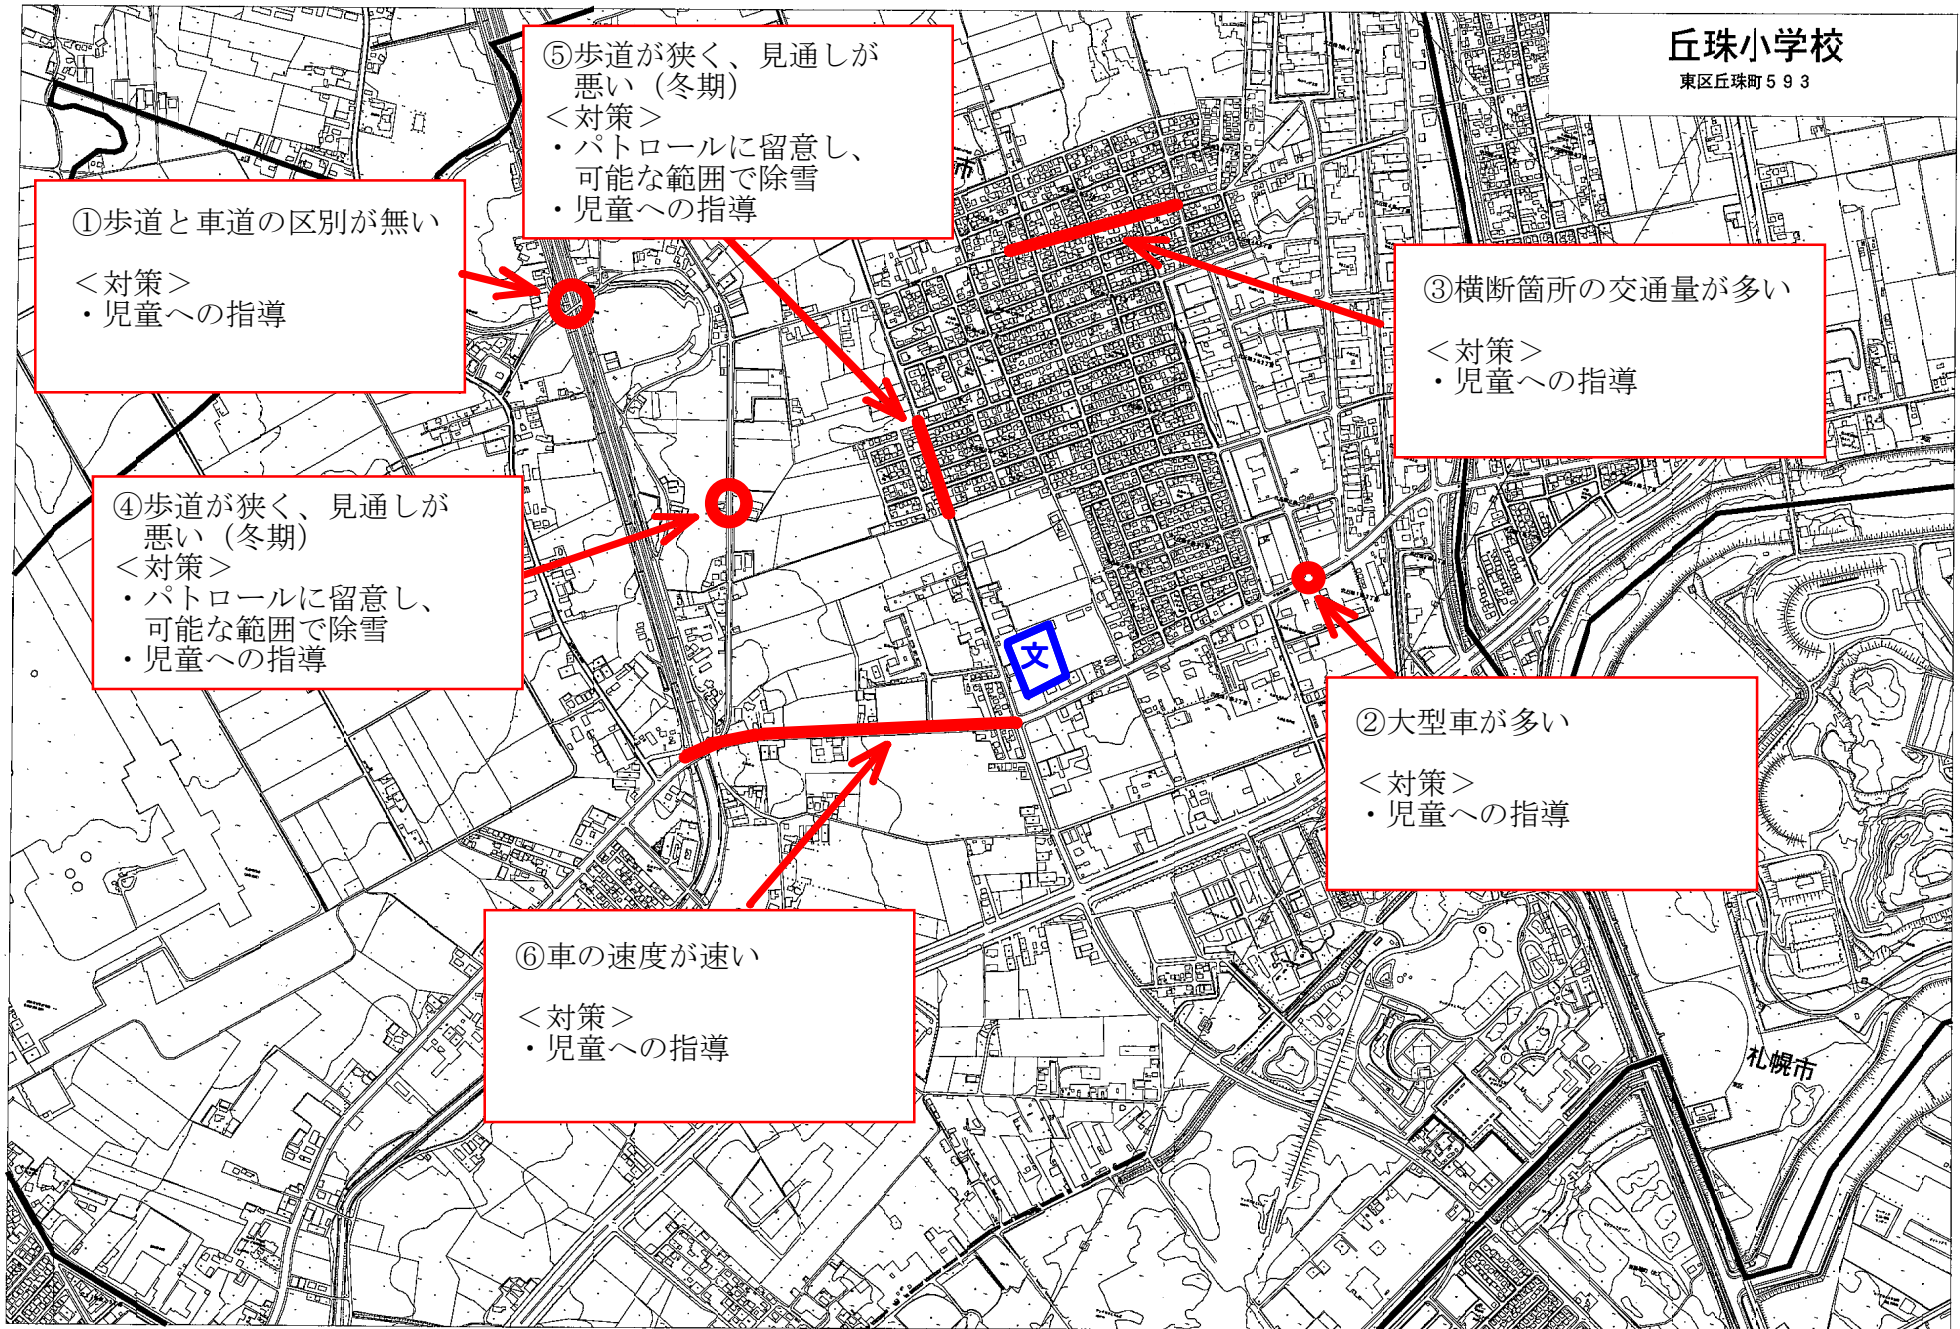 丘珠小学校
東区丘珠町593
⑤歩道が狭く、見通しが
悪い（冬期）
＜対策＞
・パトロールに留意し、
可能な範囲で除雪
・児童への指導
①歩道と車道の区別が無い
＜対策＞
・児童への指導
③横断箇所の交通量が多い
＜対策＞
・児童への指導
④歩道が狭く、見通しが
悪い（冬期）
＜対策＞
・パトロールに留意し、
可能な範囲で除雪
・児童への指導
文
②大型車が多い
＜対策＞
・児童への指導
⑥車の速度が速い
＜対策＞
・児童への指導
札幌市
市